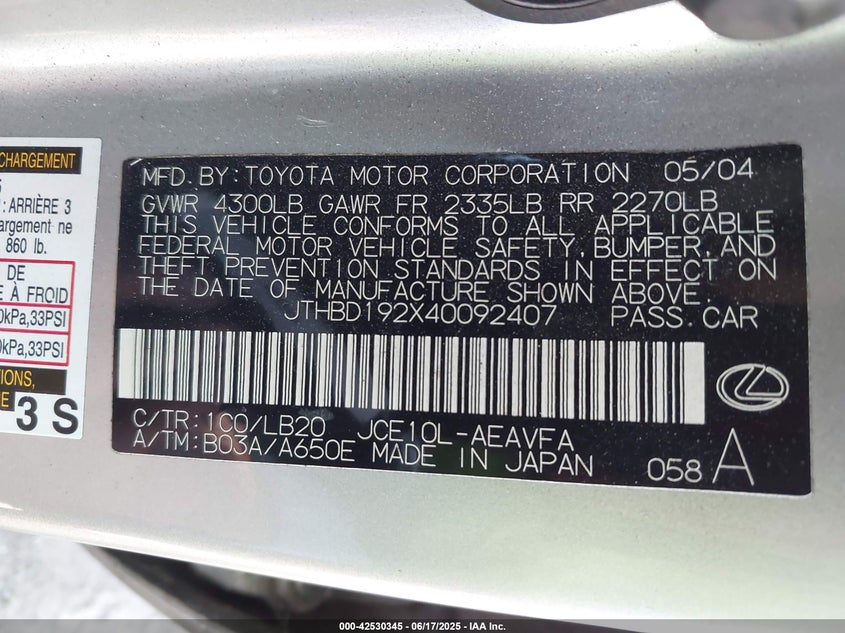 CHARGEMENT
: ARRIÈRE 3
argement ne
860 lb.
DE
E À FROID
kPa,33PSI
kPa,33PSI
IONS,
3 S
MFD.BY:TOYOTA MOTOR CORPORATION 05/04
GVWR 4300LB GAWR FR 2335LB RR 2270LB
THIS VEHICLE CONFORMS TO ALL APPLICABLE
FEDERAL MOTOR VEHICLE SAFETY, BUMPER, AND
THEFT PREVENTION STANDARDS IN EFFECT ON
THE DATE OF MANUFACTURE SHOWN ABOVE.
JTHBD192X40092407 PASS.CAR
C/TR:1C0/LB20 JCE10L-AEAVFA
A/TM:B03A/A650E MADE IN JAPAN
058 A
000-42530345 / 06/17/2025 - IAA, Inc.